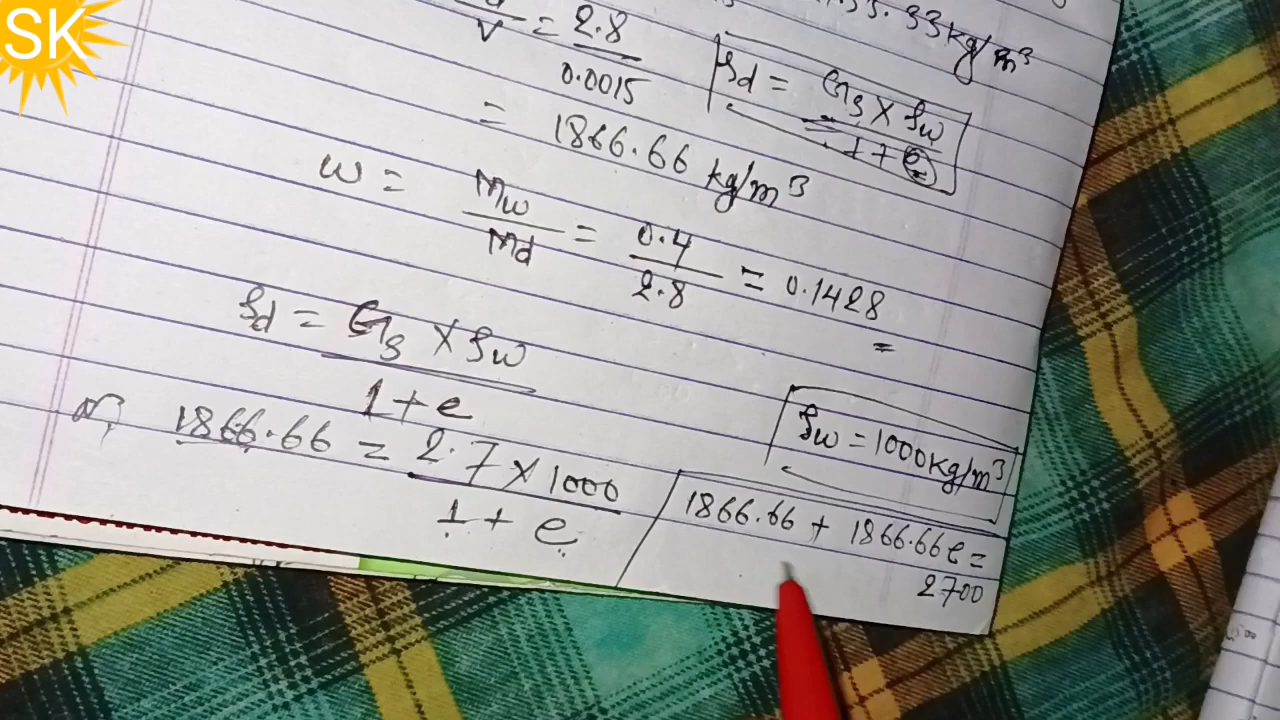 SK
33.33 kg/m³
V = 2.8 / 0.0015
ρd = Gs × ρw / 1 + e
= 1866.66 kg/m³
w = Mw / Md = 0.4 / 2.8 = 0.1428
ρd = Gs × ρw / 1 + e
ρw = 1000 kg/m³
or, 1866.66 = 2.7 × 1000 / 1 + e
1866.66 + 1866.66e =
2700